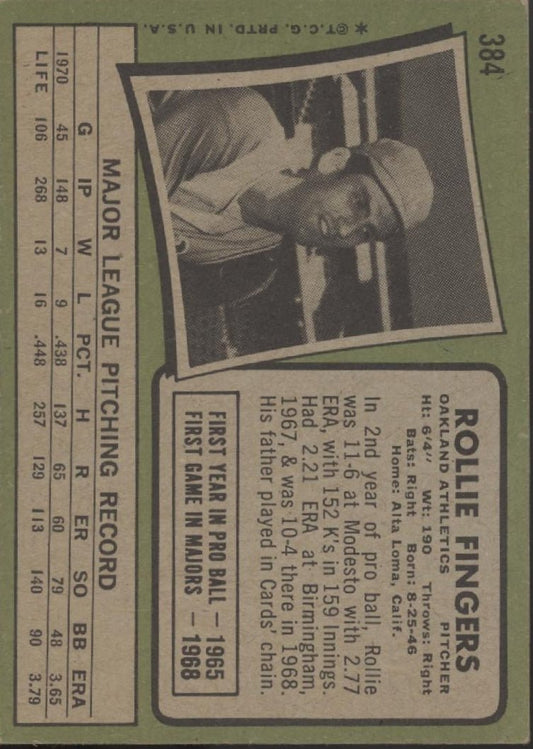 384
ROLLIE FINGERS
OAKLAND ATHLETICS PITCHER
Ht: 6'4" Wt: 190 Throws: Right
Bats: Right Born: 8-25-46
Home: Alta Loma, Calif.
In 2nd year of pro ball, Rollie
was 11-6 at Modesto with 2.77
ERA, with 152 K's in 159 innings.
Had 2.21 ERA at Birmingham,
1967, & was 10-4 there in 1968.
His father played in Cards' chain.
FIRST YEAR IN PRO BALL — 1965
FIRST GAME IN MAJORS — 1968
MAJOR LEAGUE PITCHING RECORD
G IP W L PCT. H R ER SO BB ERA
1970 45 148 7 9 .438 137 65 60 79 48 3.65
LIFE 106 268 13 16 .448 257 129 113 140 90 3.79
*©T.C.G. PRTD. IN U.S.A.